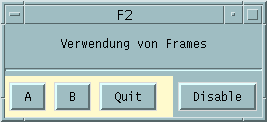 F2
Verwendung von Frames
A B Quit Disable